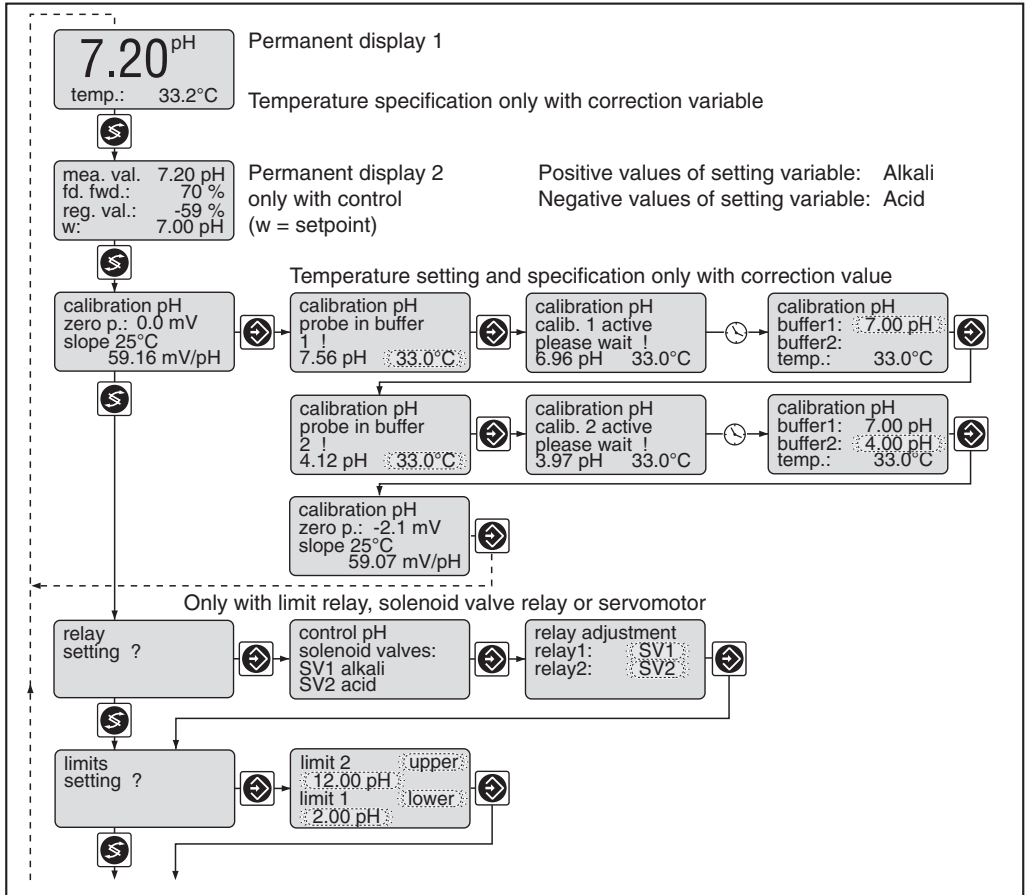 7.20 pH
temp.: 33.2°C
Permanent display 1
Temperature specification only with correction variable
mea. val. 7.20 pH
fd. fwd.: 70 %
reg. val.: -59 %
w: 7.00 pH
Permanent display 2
only with control
(w = setpoint)
Positive values of setting variable: Alkali
Negative values of setting variable: Acid
Temperature setting and specification only with correction value
calibration pH
zero p.: 0.0 mV
slope 25°C
59.16 mV/pH
calibration pH
probe in buffer
1 !
7.56 pH 33.0°C
calibration pH
calib. 1 active
please wait !
6.96 pH 33.0°C
calibration pH
buffer1: 7.00 pH
buffer2:
temp.: 33.0°C
calibration pH
probe in buffer
2 !
4.12 pH 33.0°C
calibration pH
calib. 2 active
please wait !
3.97 pH 33.0°C
calibration pH
buffer1: 7.00 pH
buffer2: 4.00 pH
temp.: 33.0°C
calibration pH
zero p.: -2.1 mV
slope 25°C
59.07 mV/pH
Only with limit relay, solenoid valve relay or servomotor
relay
setting ?
control pH
solenoid valves:
SV1 alkali
SV2 acid
relay adjustment
relay1: SV1
relay2: SV2
limits
setting ?
limit 2 upper
12.00 pH
limit 1 lower
2.00 pH